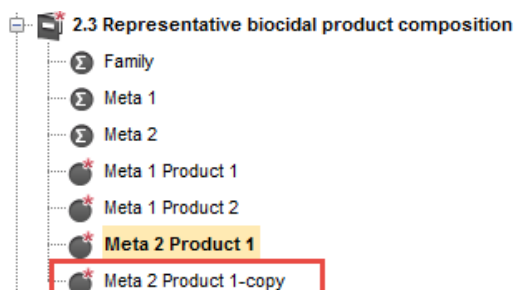 2.3 Representative biocidal product composition
Family
Meta 1
Meta 2
Meta 1 Product 1
Meta 1 Product 2
Meta 2 Product 1
Meta 2 Product 1-copy